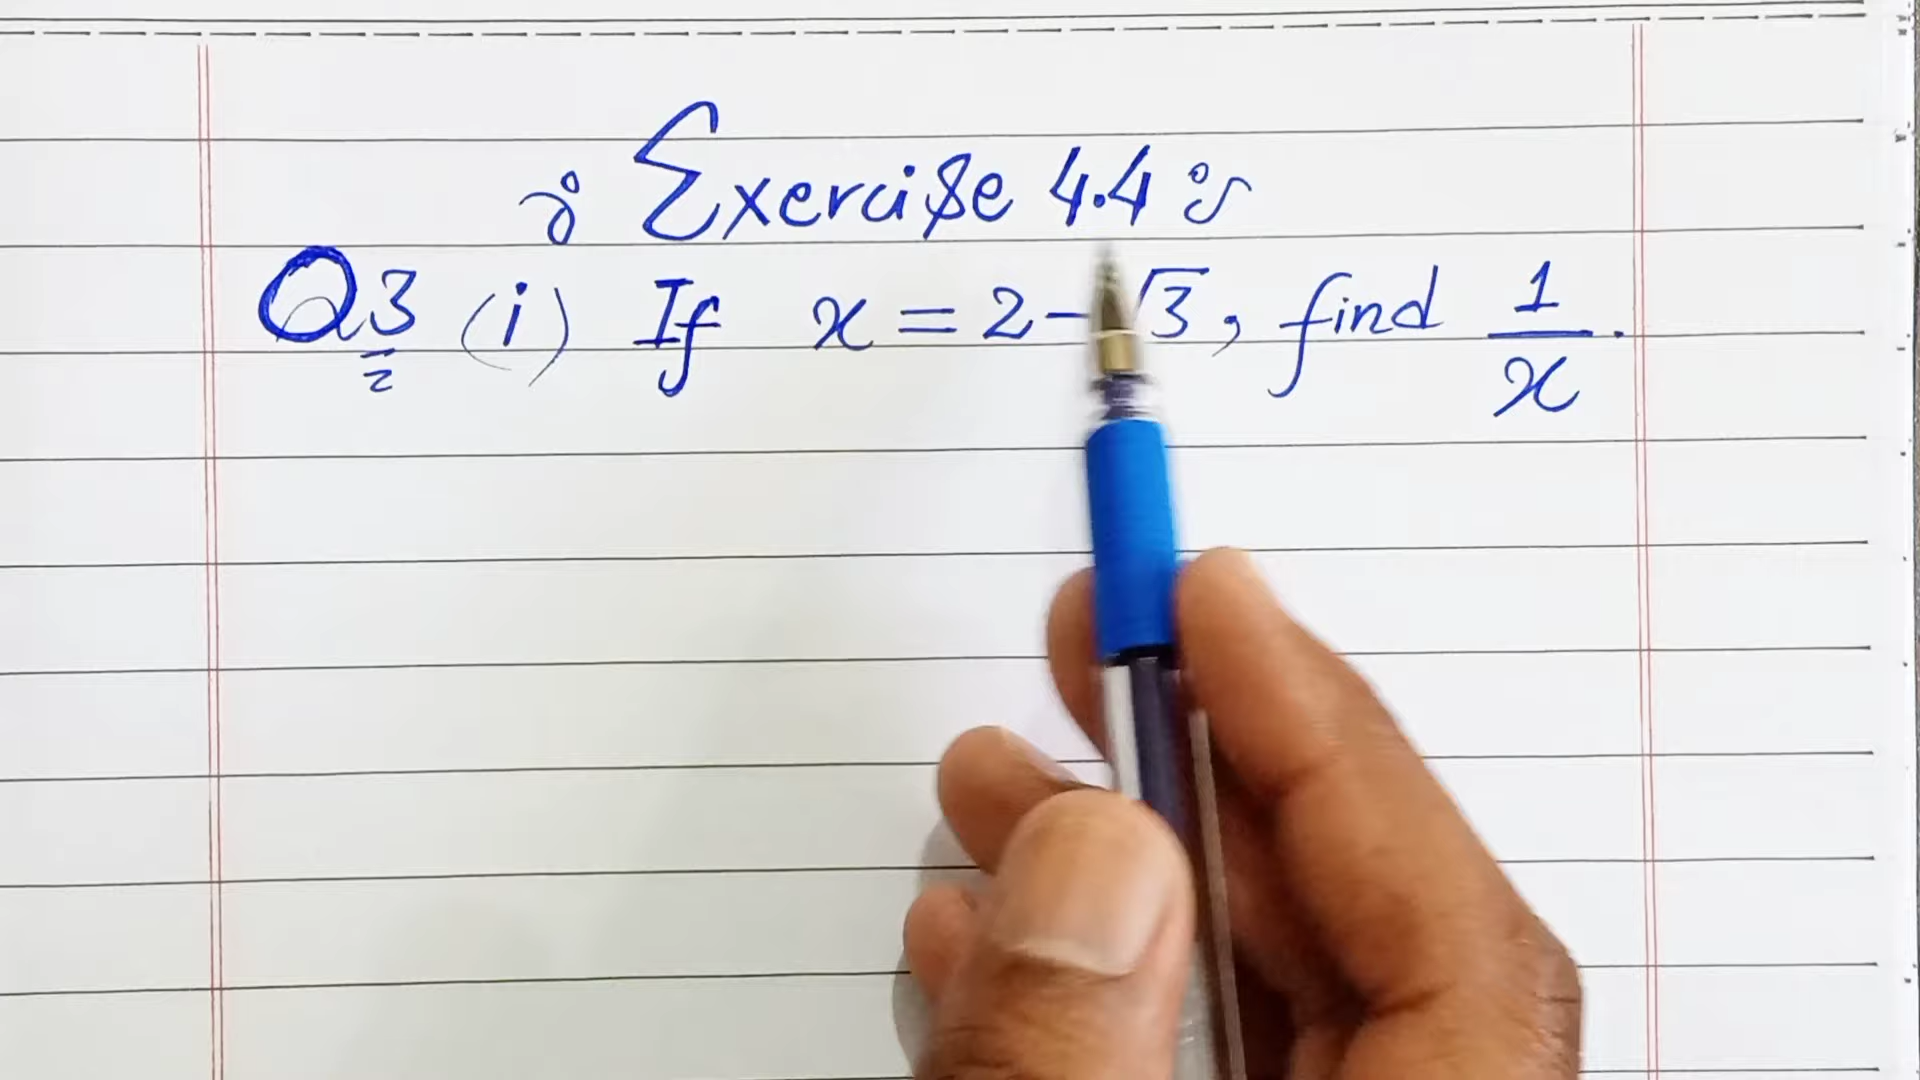 Exercise 4.4
Q3 (i) If x = 2-√3, find 1/x.